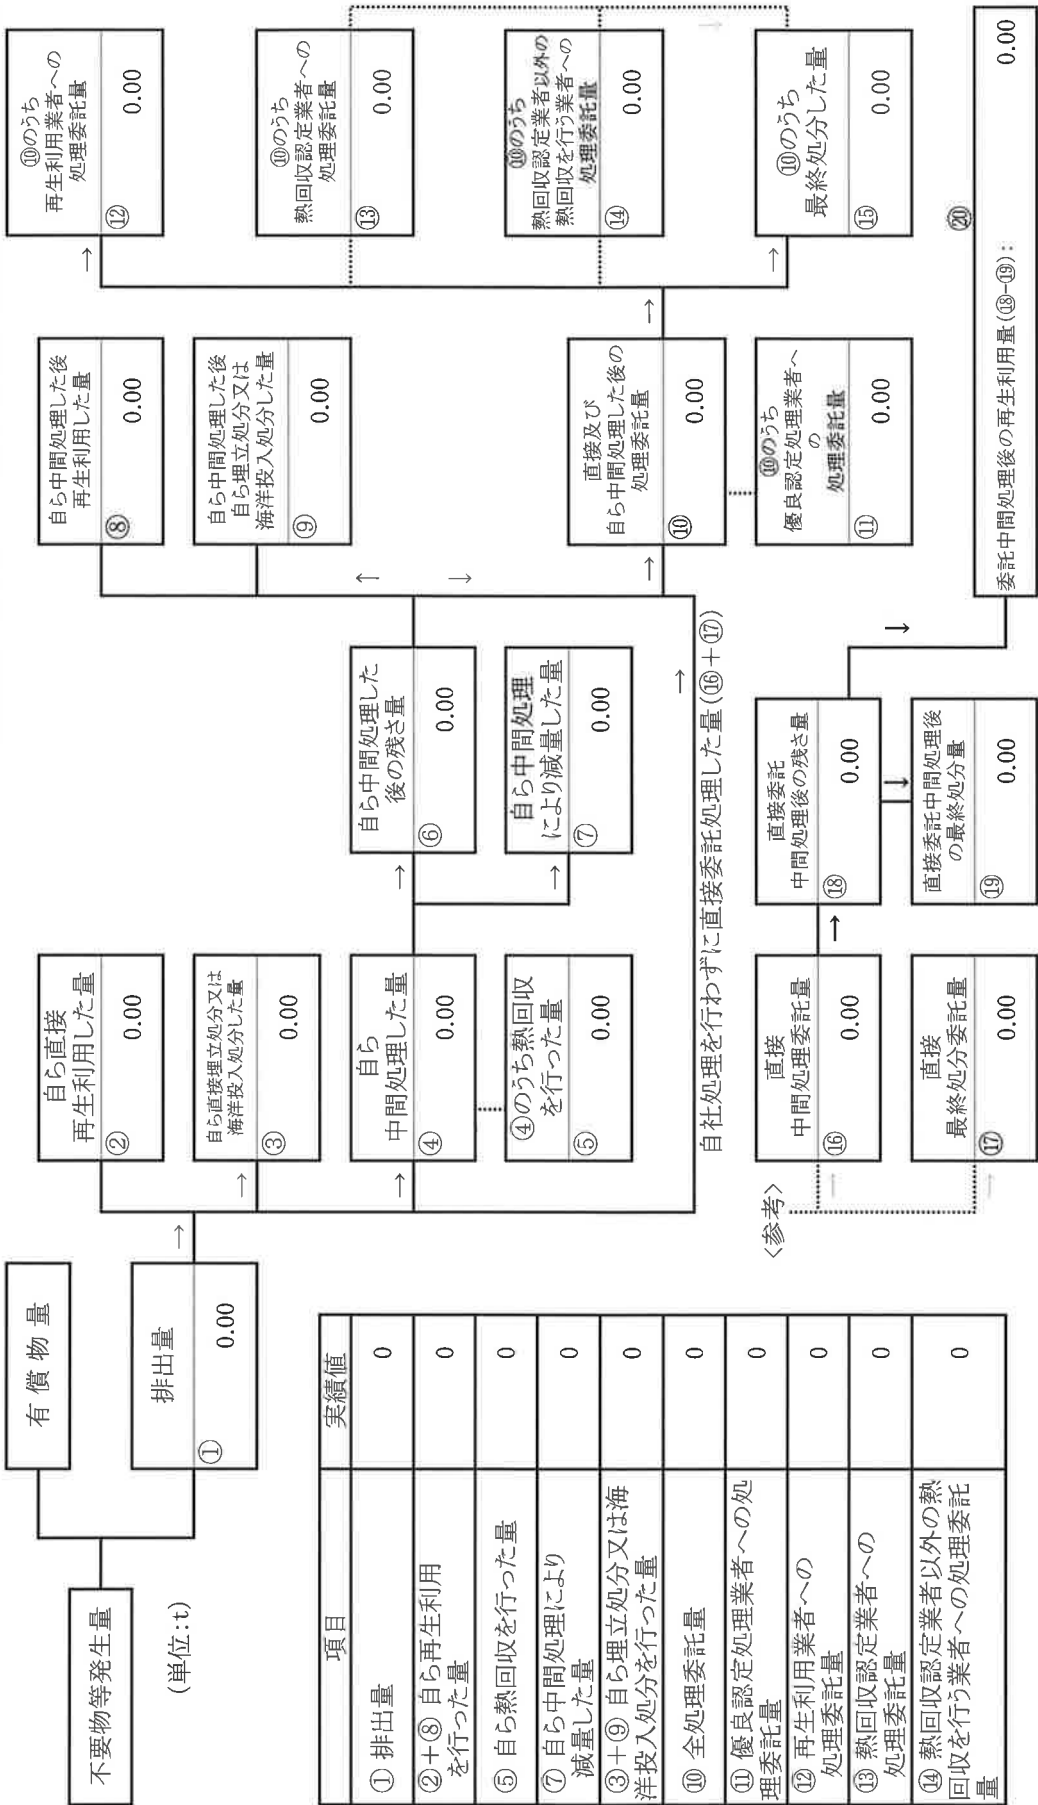 不要物等発生量
有償物量
排出量
① 0.00
(単位:t)
自ら直接
再生利用した量
② 0.00
自ら直接埋立処分又は
海洋投入処分した量
③ 0.00
自ら
中間処理した量
④ 0.00
④のうち熱回収
を行った量
⑤ 0.00
自ら中間処理した
後の残さ量
⑥ 0.00
自ら中間処理
により減量した量
⑦ 0.00
自ら中間処理した後
再生利用した量
⑧ 0.00
自ら中間処理した後
自ら埋立処分又は
海洋投入処分した量
⑨ 0.00
直接及び
自ら中間処理した後の
処理委託量
⑩ 0.00
⑩のうち
優良認定処理業者へ
の
処理委託量
⑪ 0.00
⑩のうち
再生利用業者への
処理委託量
⑫ 0.00
⑩のうち
熱回収認定業者への
処理委託量
⑬ 0.00
⑩のうち
熱回収認定業者以外の
熱回収を行う業者への
処理委託量
⑭ 0.00
⑩のうち
最終処分した量
⑮ 0.00
自社処理を行わずに直接委託処理した量(⑯+⑰)
<参考>
直接
中間処理委託量
⑯ 0.00
直接
最終処分委託量
⑰ 0.00
直接委託
中間処理後の残さ量
⑱ 0.00
直接委託中間処理後
の最終処分量
⑲ 0.00
⑳
委託中間処理後の再生利用量(⑱-⑲): 0.00
項目 実績値
① 排出量 0
②+⑧ 自ら再生利用
を行った量 0
⑤ 自ら熱回収を行った量 0
⑦ 自ら中間処理により
減量した量 0
③+⑨ 自ら埋立処分又は海
洋投入処分を行った量 0
⑩ 全処理委託量 0
⑪ 優良認定処理業者への処
理委託量 0
⑫ 再生利用業者への
処理委託量 0
⑬ 熱回収認定業者への
処理委託量 0
⑭ 熱回収認定業者以外の熱
回収を行う業者への処理委託
量 0